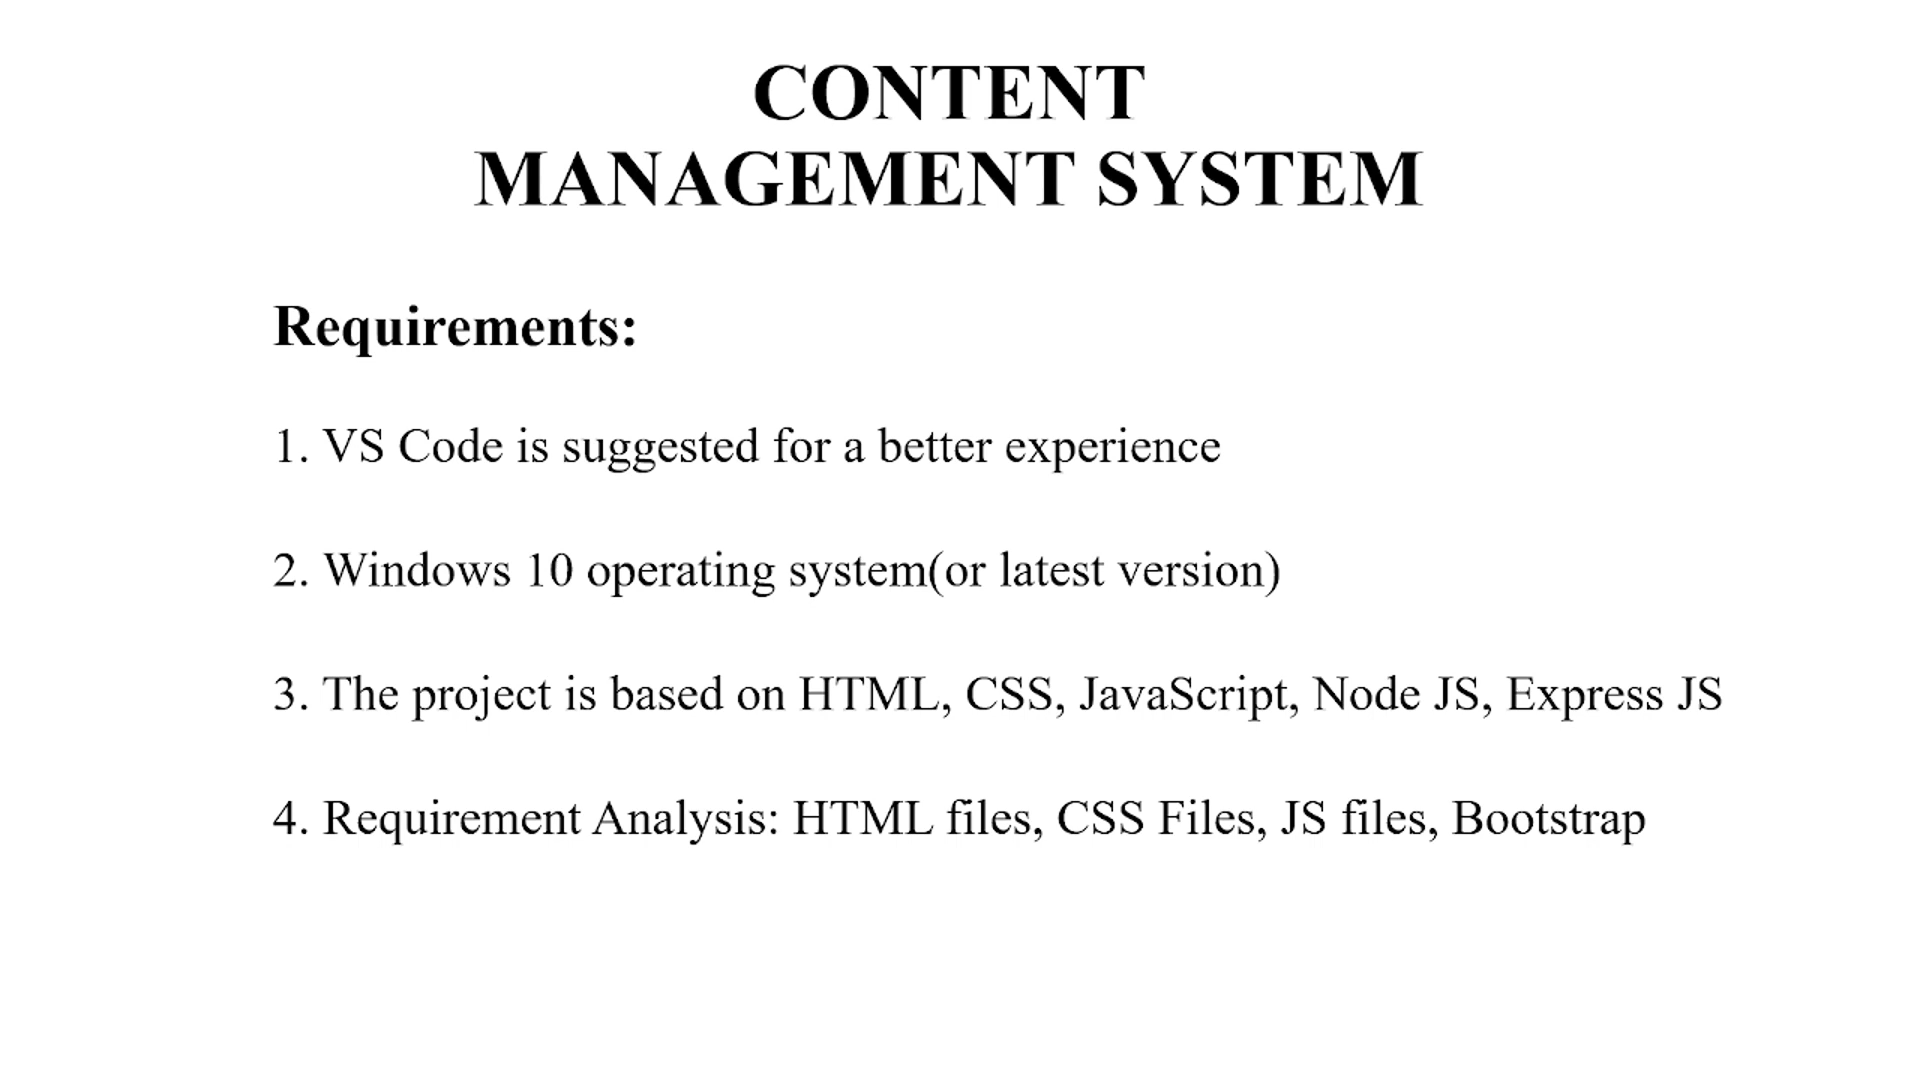 CONTENT
MANAGEMENT SYSTEM
Requirements:
1. VS Code is suggested for a better experience
2. Windows 10 operating system(or latest version)
3. The project is based on HTML, CSS, JavaScript, Node JS, Express JS
4. Requirement Analysis: HTML files, CSS Files, JS files, Bootstrap